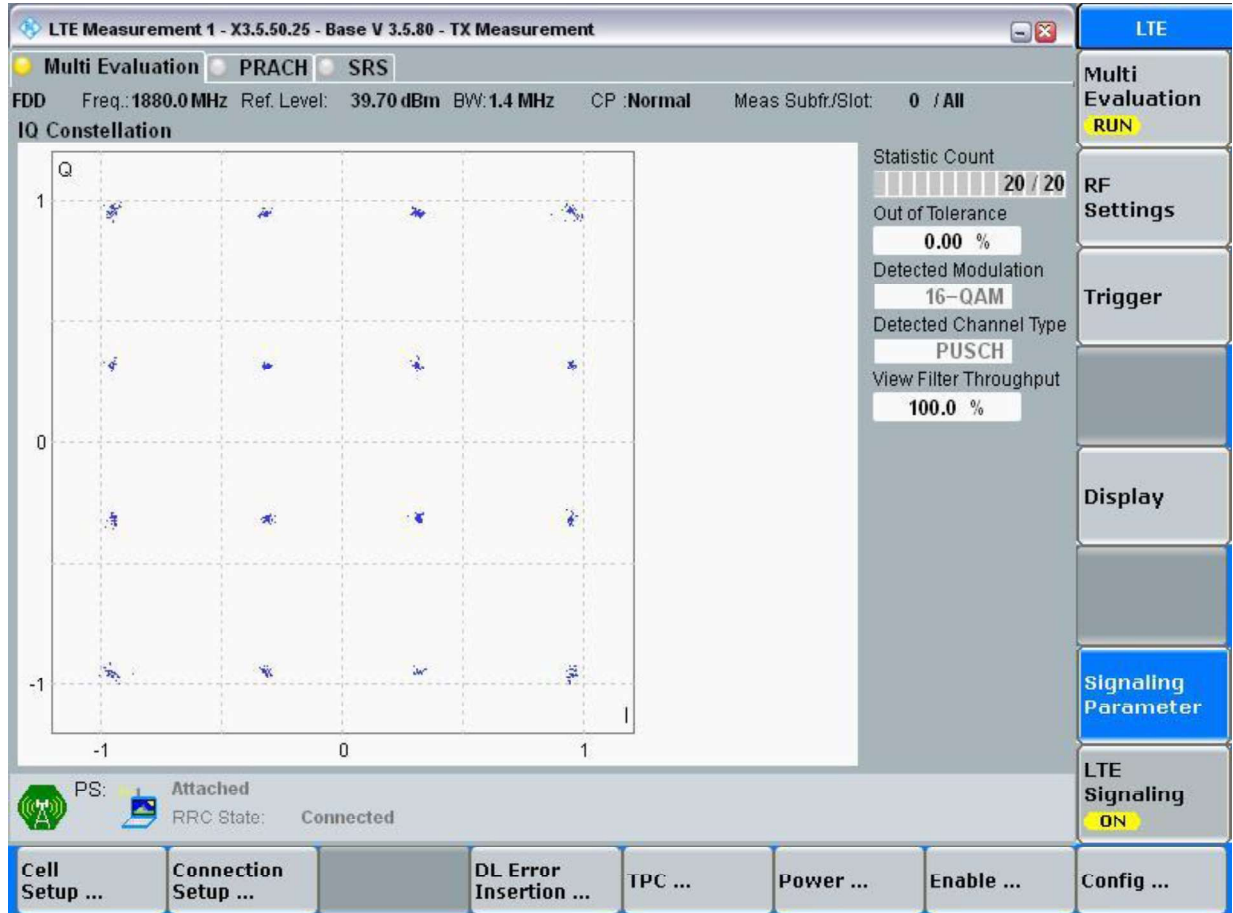 LTE Measurement 1 - X3.5.50.25 - Base V 3.5.80 - TX Measurement
LTE
Multi Evaluation PRACH SRS
FDD Freq.: 1880.0 MHz Ref. Level: 39.70 dBm BW: 1.4 MHz CP :Normal Meas Subfr./Slot: 0 / All
IQ Constellation
Q
1
0
-1
I
-1 0 1
Statistic Count
20 / 20
Out of Tolerance
0.00 %
Detected Modulation
16-QAM
Detected Channel Type
PUSCH
View Filter Throughput
100.0 %
Multi
Evaluation
RUN
RF
Settings
Trigger
Display
Signaling
Parameter
LTE
Signaling
ON
PS: Attached
RRC State: Connected
Cell
Setup ...
Connection
Setup ...
DL Error
Insertion ...
TPC ...
Power ...
Enable ...
Config ...